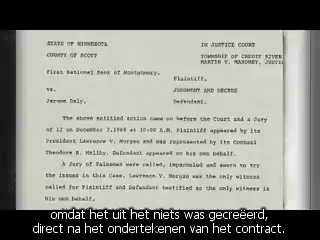 STATE OF MINNESOTA
IN JUSTICE COURT
COUNTY OF SCOTT
TOWNSHIP OF CREDIT RIVER
MARTIN V. MAHONEY, JUSTI
First National Bank of Montgomery,
Plaintiff,
vs.
JUDGMENT AND DECREE
Jerome Daly,
Defendant.
The above entitled action came on before the Court and a Jury
of 12 on December 7, 1968 at 10:00 A.M. Plaintiff appeared by its
President Lawrence V. Morgan and was represented by its Counsel
Theodore R. Mellby. Defendant appeared on his own behalf.
A Jury of Talesmen were called, impanneled and sworn to try
the issues in this Case. Lawrence V. Morgan was the only witness
called for Plaintiff and Defendant testified as the only witness in
his own behalf.
omdat het uit het niets was gecreëerd,
direct na het ondertekenen van het contract.